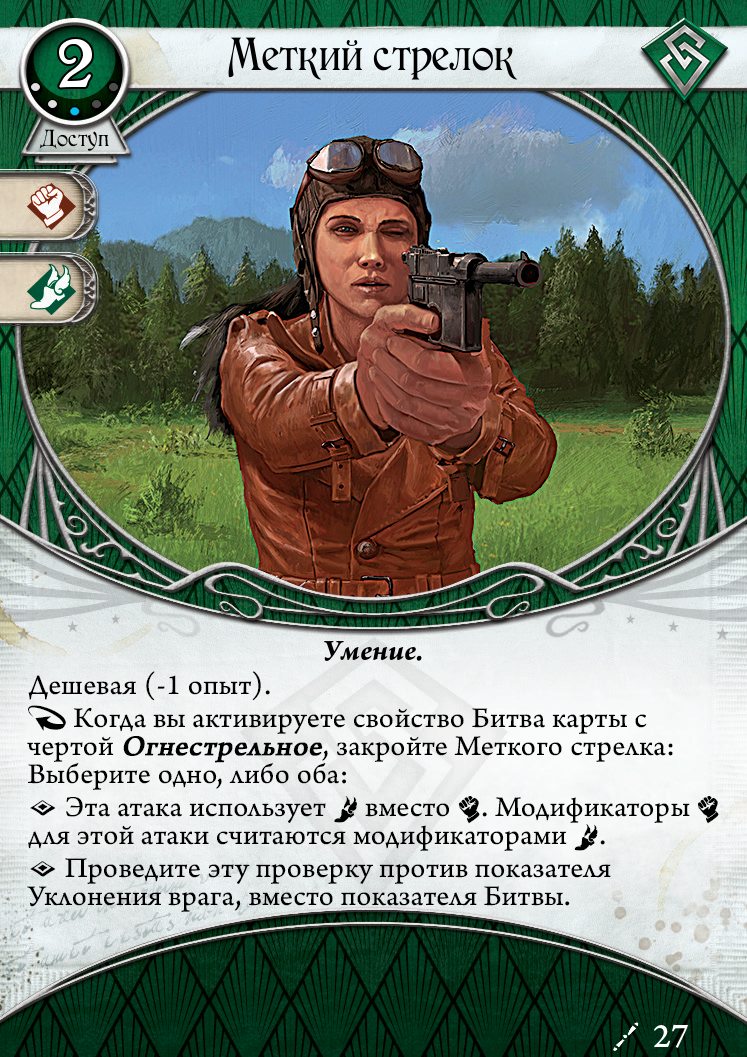 2
Меткий стрелок
Доступ
Умение.
Дешевая (-1 опыт).
Когда вы активируете свойство Битва карты с
чертой Огнестрельное, закройте Меткого стрелка:
Выберите одно, либо оба:
Эта атака использует вместо . Модификаторы
для этой атаки считаются модификаторами .
Проведите эту проверку против показателя
Уклонения врага, вместо показателя Битвы.
27